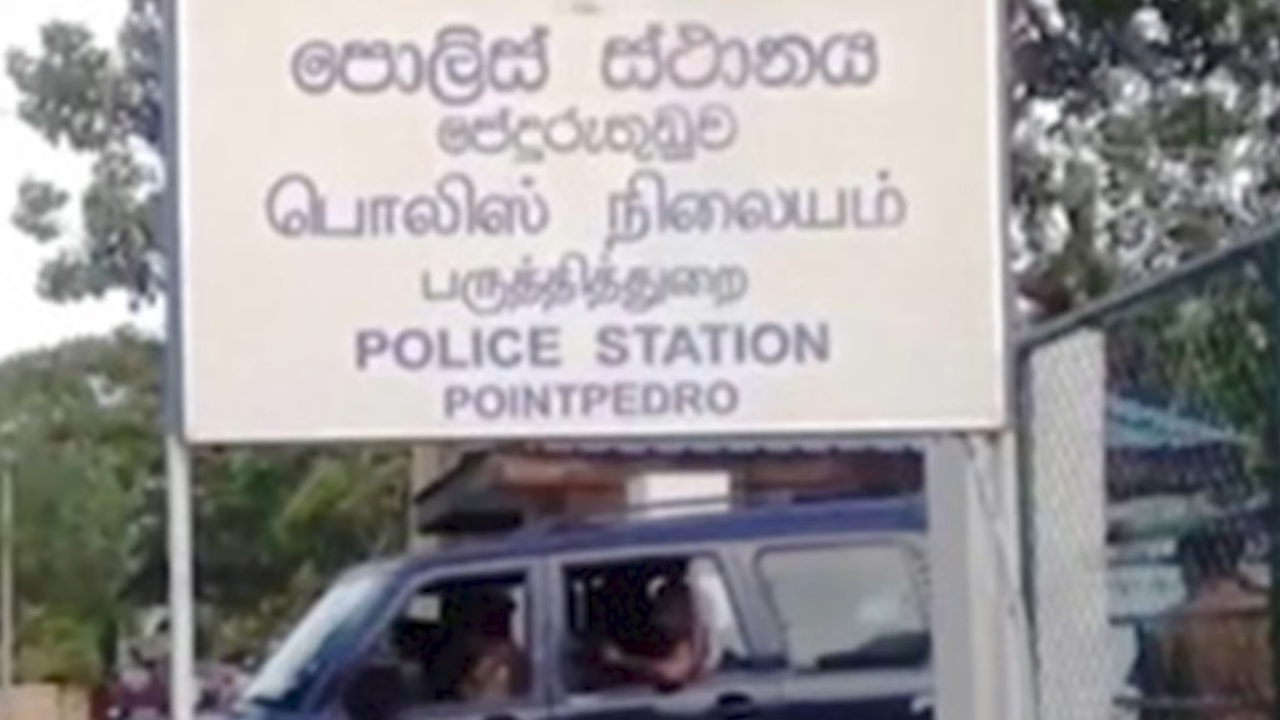 පොලිස් ස්ථානය
පේදුරුතුඩුව
பொலிஸ் நிலையம்
பருத்தித்துறை
POLICE STATION
POINTPEDRO